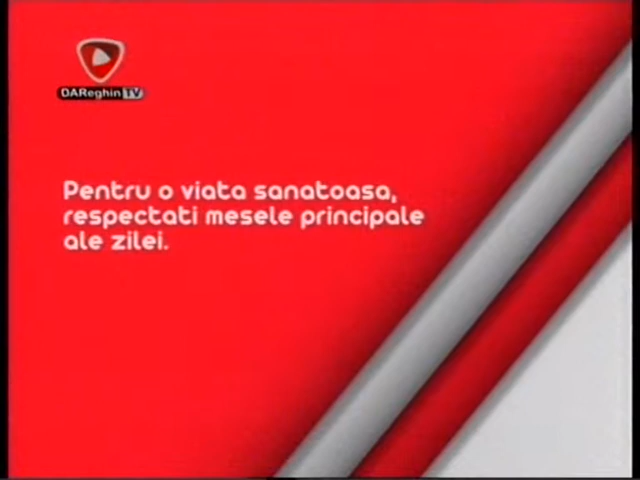 DAReghin TV
Pentru o viata sanatoasa,
respectati mesele principale
ale zilei.